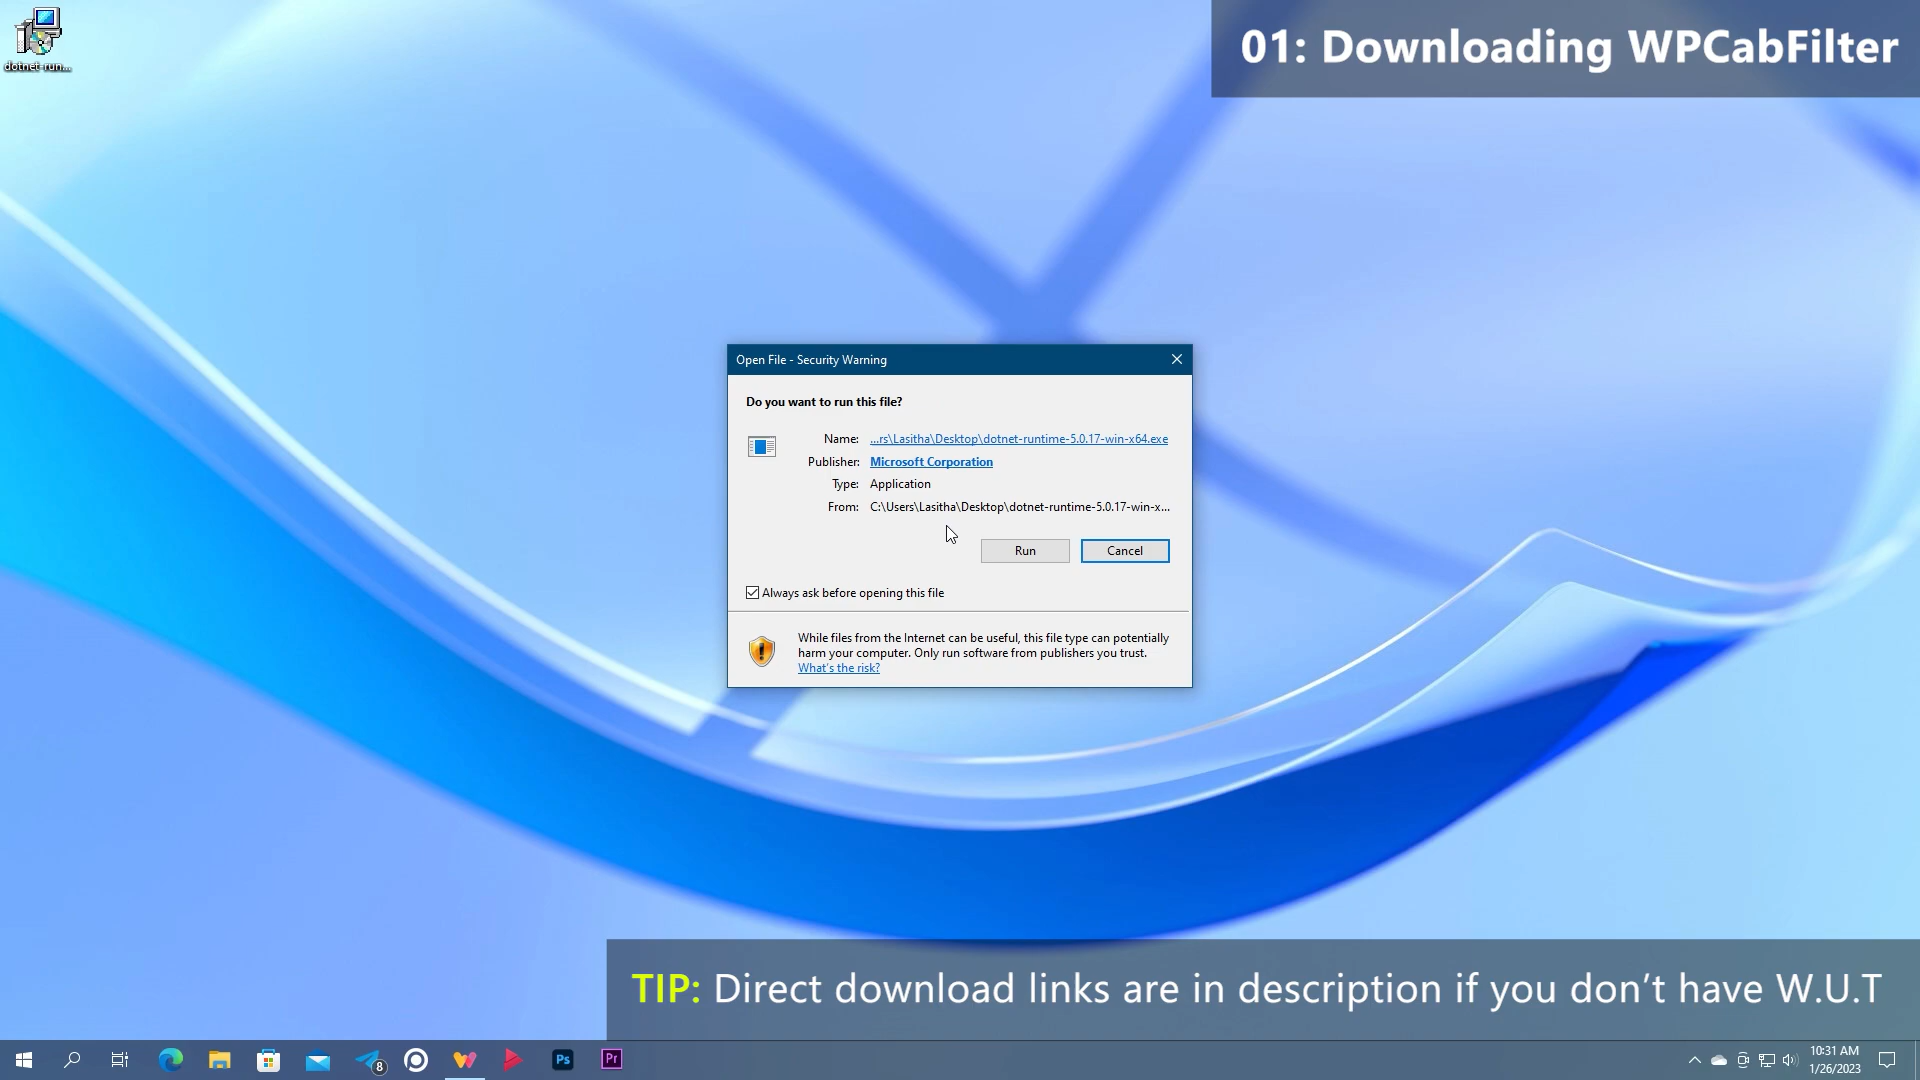 dotnet-run...
01: Downloading WPCabFilter
Open File - Security Warning
Do you want to run this file?
Name: ...rs\Lasitha\Desktop\dotnet-runtime-5.0.17-win-x64.exe
Publisher: Microsoft Corporation
Type: Application
From: C:\Users\Lasitha\Desktop\dotnet-runtime-5.0.17-win-x...
Run
Cancel
Always ask before opening this file
While files from the Internet can be useful, this file type can potentially
harm your computer. Only run software from publishers you trust.
What's the risk?
TIP: Direct download links are in description if you don't have W.U.T
8
Ps
Pr
10:31 AM
1/26/2023